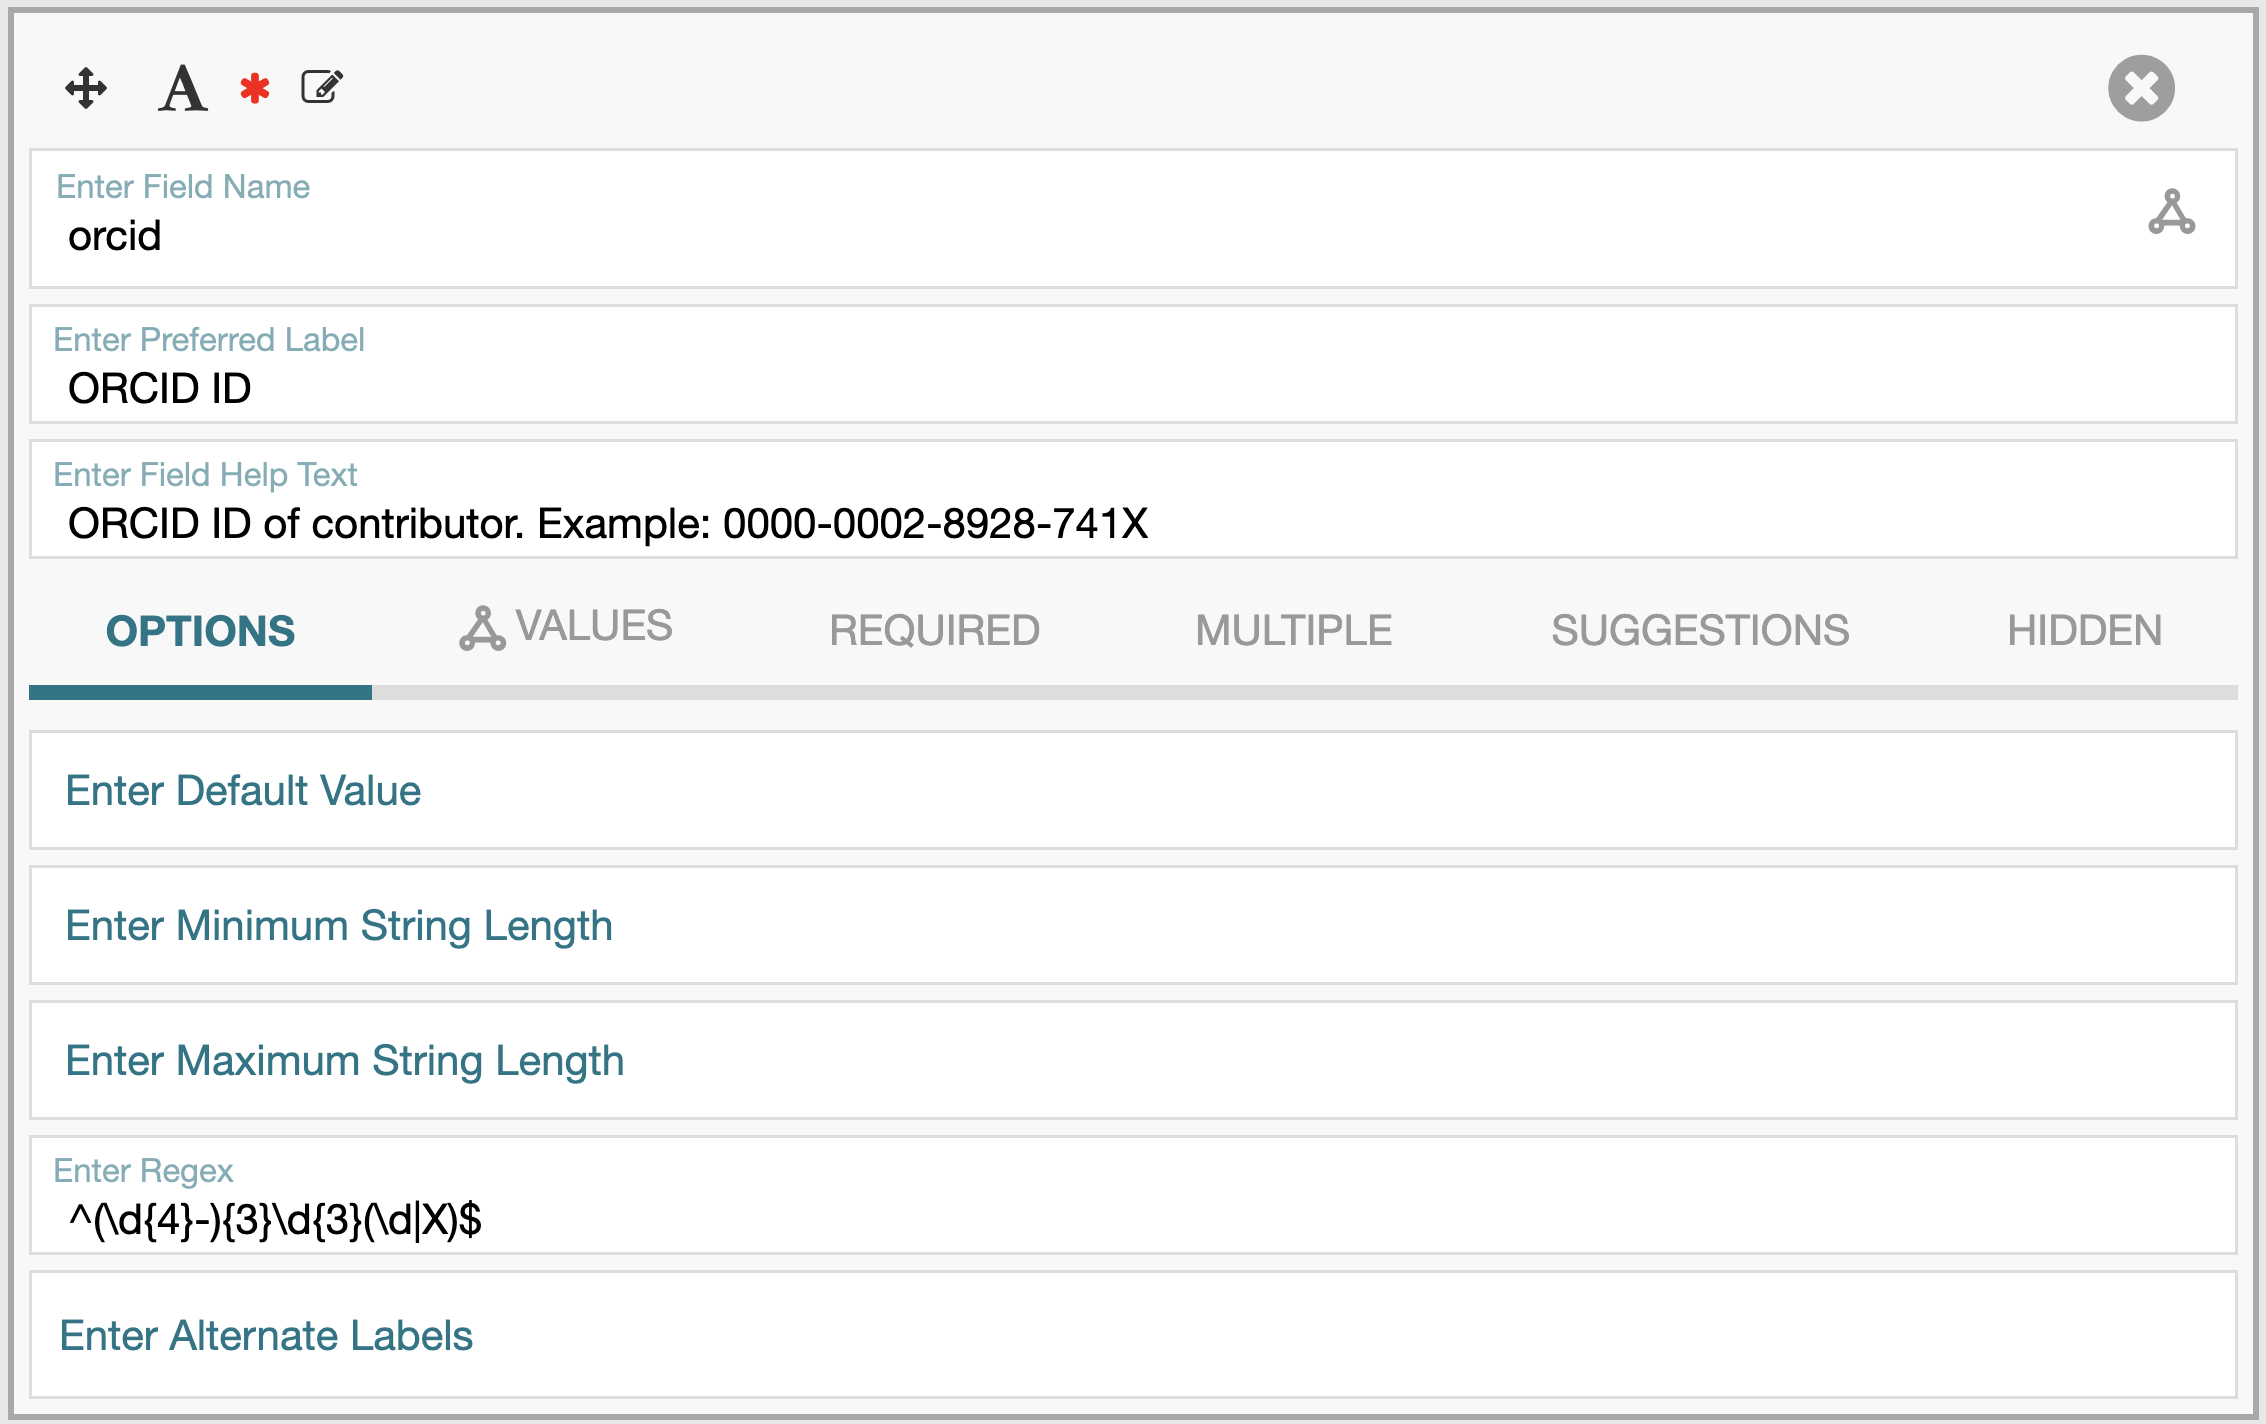 A *
Enter Field Name
orcid
Enter Preferred Label
ORCID ID
Enter Field Help Text
ORCID ID of contributor. Example: 0000-0002-8928-741X
OPTIONS VALUES REQUIRED MULTIPLE SUGGESTIONS HIDDEN
Enter Default Value
Enter Minimum String Length
Enter Maximum String Length
Enter Regex
^(\d{4}-){3}\d{3}(\d|X)$
Enter Alternate Labels